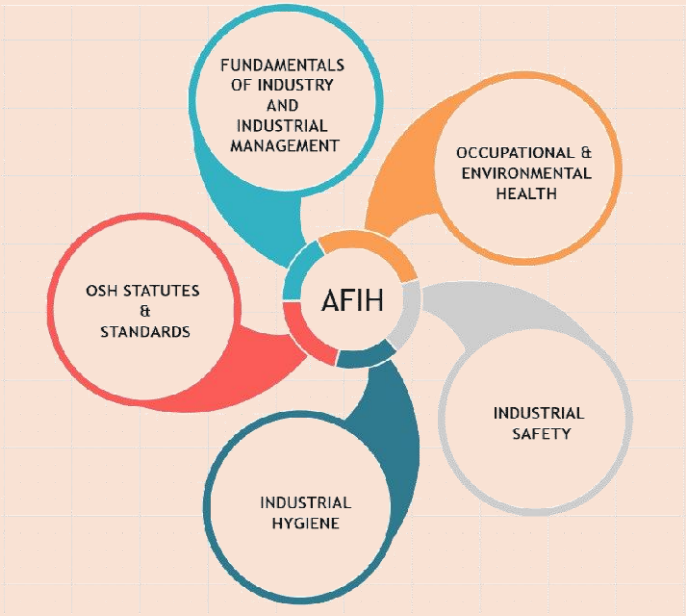 FUNDAMENTALS
OF INDUSTRY
AND
INDUSTRIAL
MANAGEMENT
OCCUPATIONAL &
ENVIRONMENTAL
HEALTH
OSH STATUTES
&
STANDARDS
AFIH
INDUSTRIAL
SAFETY
INDUSTRIAL
HYGIENE